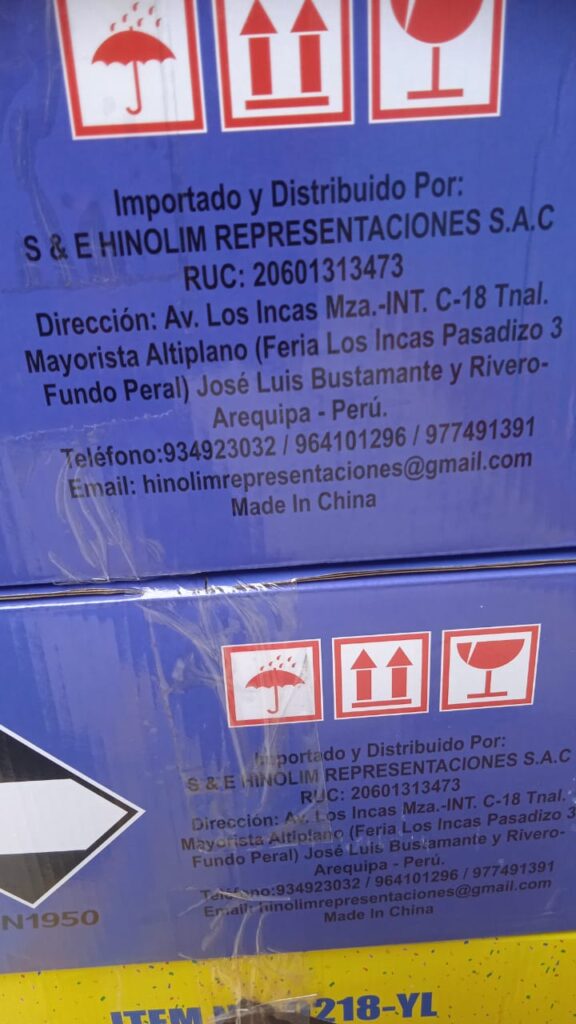 Importado y Distribuido Por:
S & E HINOLIM REPRESENTACIONES S.A.C
RUC: 20601313473
Dirección: Av. Los Incas Mza.-INT. C-18 Tnal.
Mayorista Altiplano (Feria Los Incas Pasadizo 3
Fundo Peral) José Luis Bustamante y Rivero-
Arequipa - Perú.
Teléfono:934923032 / 964101296 / 977491391
Email: hinolimrepresentaciones@gmail.com
Made In China
Importado y Distribuido Por:
S & E HINOLIM REPRESENTACIONES S.A.C
RUC: 20601313473
Dirección: Av. Los Incas Mza.-INT. C-18 Tnal.
Mayorista Altiplano (Feria Los Incas Pasadizo 3
Fundo Peral) José Luis Bustamante y Rivero-
Arequipa - Perú.
Teléfono:934923032 / 964101296 / 977491391
Email: hinolimrepresentaciones@gmail.com
Made In China
N1950
ITEM 218-YL